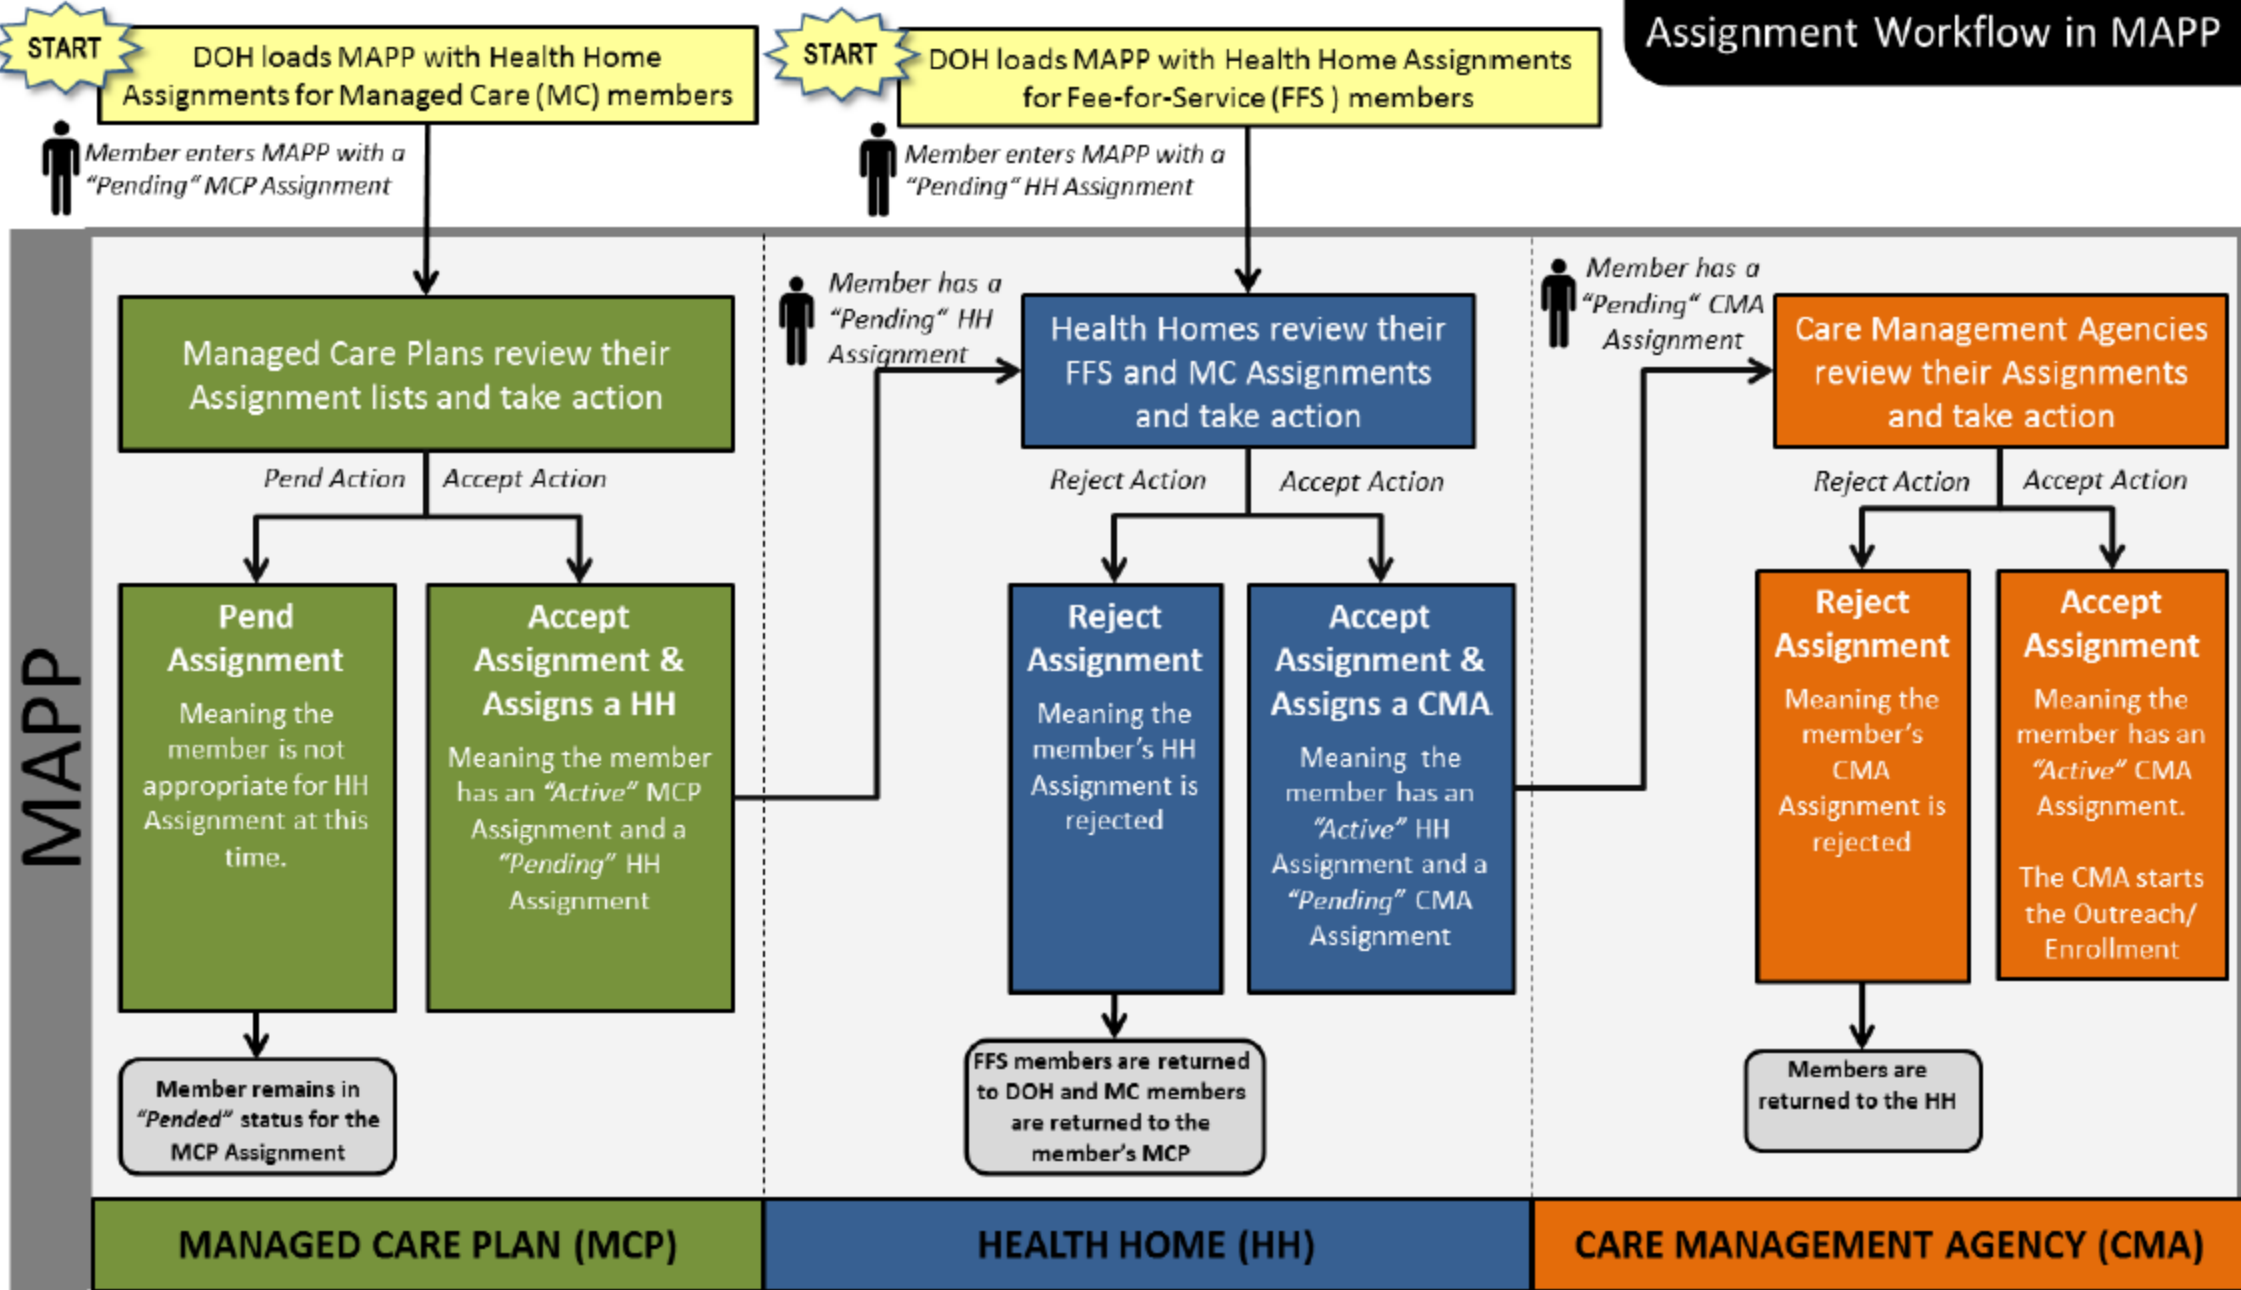 Assignment Workflow in MAPP
START
DOH loads MAPP with Health Home
Assignments for Managed Care (MC) members
START
DOH loads MAPP with Health Home Assignments
for Fee-for-Service (FFS ) members
Member enters MAPP with a
“Pending“ MCP Assignment
Member enters MAPP with a
“Pending“ HH Assignment
MAPP
Managed Care Plans review their
Assignment lists and take action
Pend Action
Accept Action
Pend
Assignment
Meaning the
member is not
appropriate for HH
Assignment at this
time.
Accept
Assignment &
Assigns a HH
Meaning the member
has an “Active” MCP
Assignment and a
“Pending” HH
Assignment
Member remains in
“Pended” status for the
MCP Assignment
MANAGED CARE PLAN (MCP)
Member has a
“Pending“ HH
Assignment
Health Homes review their
FFS and MC Assignments
and take action
Reject Action
Accept Action
Reject
Assignment
Meaning the
member’s HH
Assignment is
rejected
Accept
Assignment &
Assigns a CMA
Meaning the
member has an
“Active” HH
Assignment and a
“Pending” CMA
Assignment
FFS members are returned
to DOH and MC members
are returned to the
member’s MCP
HEALTH HOME (HH)
Member has a
“Pending“ CMA
Assignment
Care Management Agencies
review their Assignments
and take action
Reject Action
Accept Action
Reject
Assignment
Meaning the
member’s
CMA
Assignment is
rejected
Accept
Assignment
Meaning the
member has an
“Active” CMA
Assignment.
The CMA starts
the Outreach/
Enrollment
Members are
returned to the HH
CARE MANAGEMENT AGENCY (CMA)